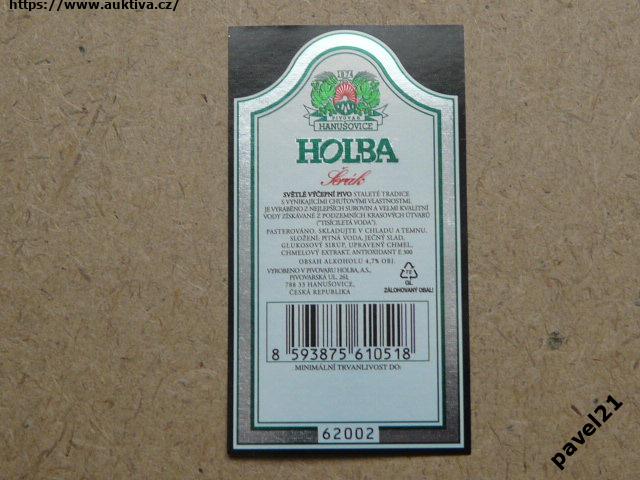 https://www.auktiva.cz/
1874
PIVOVAR
HANUŠOVICE
HOLBA
Šerák
SVĚTLÉ VÝČEPNÍ PIVO STALETÉ TRADICE
S VYNIKAJÍCÍMI CHUŤOVÝMI VLASTNOSTMI.
JE VYRÁBĚNO Z NEJLEPŠÍCH SUROVIN A VELMI KVALITNÍ
VODY ZÍSKÁVANÉ Z PODZEMNÍCH KRASOVÝCH ÚTVARŮ
("TISÍCILETÁ VODA").
PASTEROVÁNO. SKLADUJTE V CHLADU A TEMNU.
SLOŽENÍ: PITNÁ VODA, JEČNÝ SLAD,
GLUKOSOVÝ SIRUP, UPRAVENÝ CHMEL,
CHMELOVÝ EXTRAKT, ANTIOXIDANT E 300
OBSAH ALKOHOLU 4,7% OBJ.
VYROBENO V PIVOVARU HOLBA, A.S.,
PIVOVARSKÁ UL. 261,
788 33 HANUŠOVICE,
ČESKÁ REPUBLIKA
GL
ZÁLOHOVANÝ OBAL!
8 593875 610518
MINIMÁLNÍ TRVANLIVOST DO:
62002
pavel21